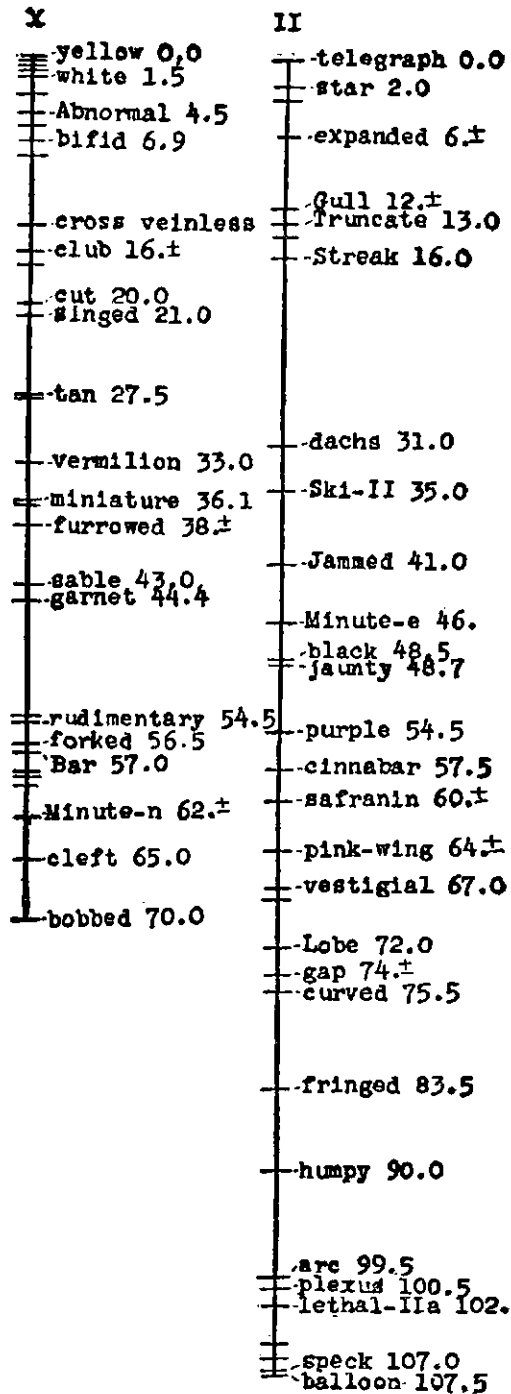 X
yellow 0,0
white 1.5
Abnormal 4.5
bifid 6.9
cross veinless
club 16.±
cut 20.0
singed 21.0
tan 27.5
vermilion 33.0
miniature 36.1
furrowed 38.±
sable 43.0,
garnet 44.4
rudimentary 54.5
forked 56.5
Bar 57.0
Minute-n 62.±
cleft 65.0
bobbed 70.0
II
telegraph 0.0
star 2.0
expanded 6.±
Gull 12.±
Truncate 13.0
Streak 16.0
dachs 31.0
Ski-II 35.0
Jammed 41.0
Minute-e 46.
black 48.5
jaunty 48.7
purple 54.5
cinnabar 57.5
safranin 60.±
pink-wing 64.±
vestigial 67.0
Lobe 72.0
gap 74.±
curved 75.5
fringed 83.5
humpy 90.0
arc 99.5
plexus 100.5
lethal-IIa 102.
speck 107.0
balloon 107.5